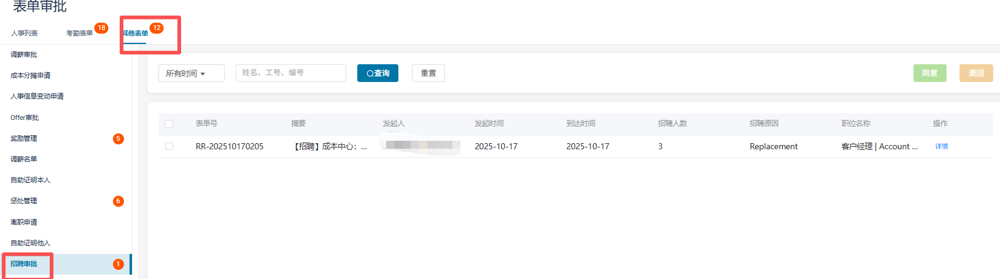 表单审批
人事列表 考勤表单 18 其他表单 12
调薪审批
成本分摊申请
人事信息变动申请
Offer审批
奖励管理 5
调薪名单
自助证明本人
惩处管理 6
离职申请
自助证明他人
招聘审批 1
所有时间 姓名、工号、编号 查询 重置 同意 退回
表单号 摘要 发起人 发起时间 到达时间 招聘人数 招聘原因 职位名称 操作
RR-202510170205 【招聘】成本中心: ... 2025-10-17 2025-10-17 3 Replacement 客户经理 | Account ... 详情